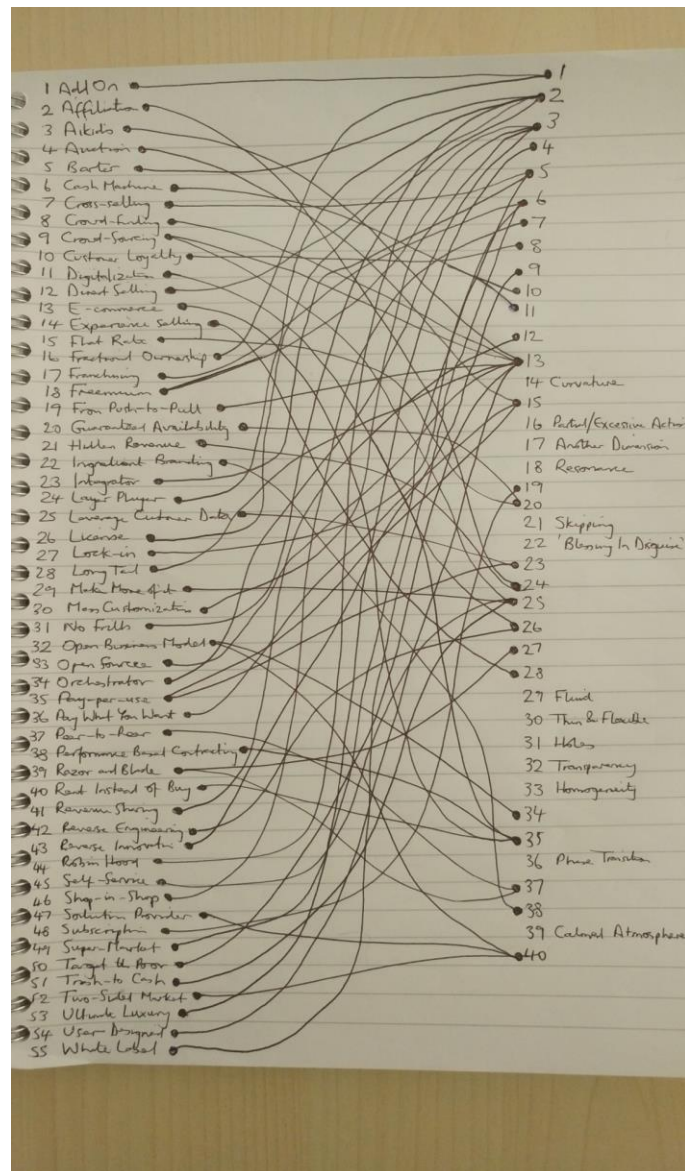 1 Add On
2 Affiliation
3 Aikido
4 Auction
5 Barter
6 Cash Machine
7 Cross-selling
8 Crowd-funding
9 Crowd-Sourcing
10 Customer Loyalty
11 Digitalization
12 Direct Selling
13 E-commerce
14 Experience Selling
15 Flat Rate
16 Fractional Ownership
17 Franchising
18 Freemium
19 From Push-to-Pull
20 Guaranteed Availability
21 Hidden Revenue
22 Ingredient Branding
23 Integrator
24 Layer Player
25 Leverage Customer Data
26 License
27 Lock-in
28 Long Tail
29 Make More of it
30 Mass Customization
31 No Frills
32 Open Business Model
33 Open Source
34 Orchestrator
35 Pay-per-use
36 Pay What You Want
37 Peer-to-Peer
38 Performance Based Contracting
39 Razor and Blade
40 Rent Instead of Buy
41 Revenue Sharing
42 Reverse Engineering
43 Reverse Innovation
44 Robin Hood
45 Self-Service
46 Shop-in-Shop
47 Solution Provider
48 Subscription
49 Super Market
50 Target the Poor
51 Trash-to Cash
52 Two-Sided Market
53 Ultimate Luxury
54 User Designed
55 White Label
1
2
3
4
5
6
7
8
9
10
11
12
13
14 Curvature
15
16 Partial/Excessive Action
17 Another Dimension
18 Resonance
19
20
21 Skipping
22 'Blessing In Disguise'
23
24
25
26
27
28
29 Fluid
30 Thin & Flexible
31 Holes
32 Transparency
33 Homogeneity
34
35
36 Phase Transition
37
38
39 Calmed Atmosphere
40